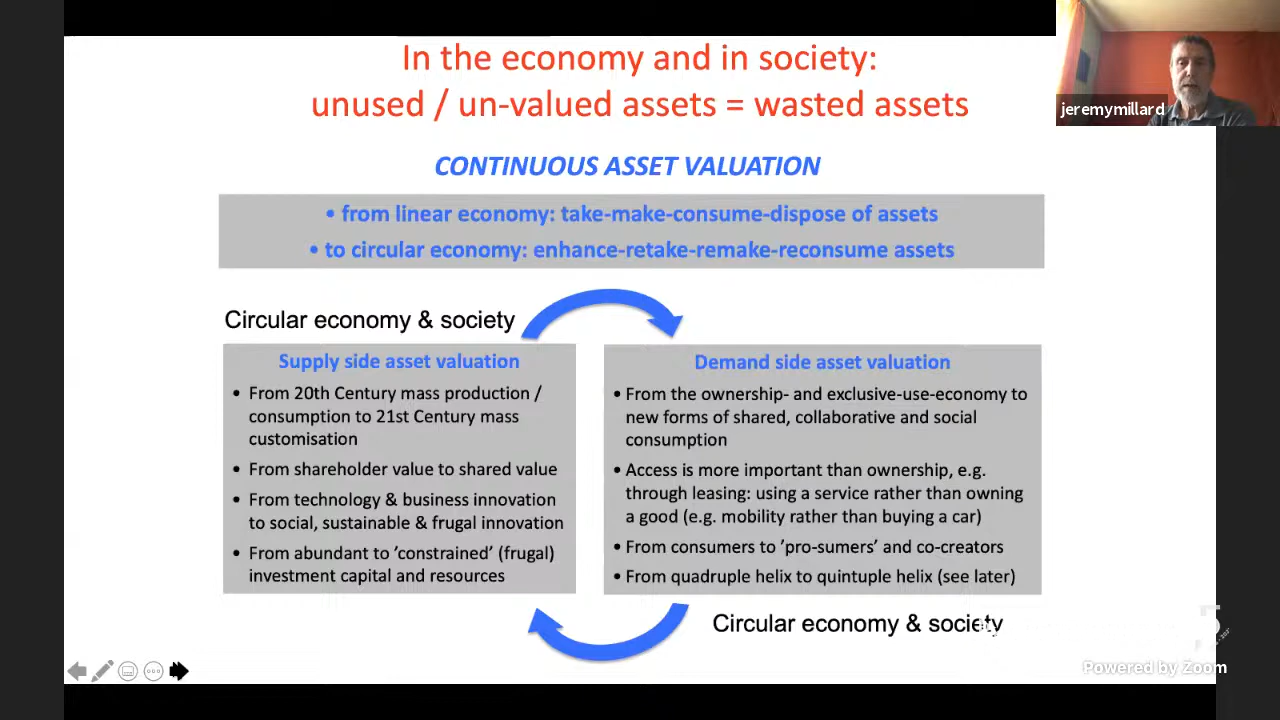 In the economy and in society:
unused / un-valued assets = wasted assets
jeremymillard
CONTINUOUS ASSET VALUATION
• from linear economy: take-make-consume-dispose of assets
• to circular economy: enhance-retake-remake-reconsume assets
Circular economy & society
Supply side asset valuation
• From 20th Century mass production /
consumption to 21st Century mass
customisation
• From shareholder value to shared value
• From technology & business innovation
to social, sustainable & frugal innovation
• From abundant to ’constrained’ (frugal)
investment capital and resources
Demand side asset valuation
• From the ownership- and exclusive-use-economy to
new forms of shared, collaborative and social
consumption
• Access is more important than ownership, e.g.
through leasing: using a service rather than owning
a good (e.g. mobility rather than buying a car)
• From consumers to ’pro-sumers’ and co-creators
• From quadruple helix to quintuple helix (see later)
Circular economy & society
Powered by Zoom